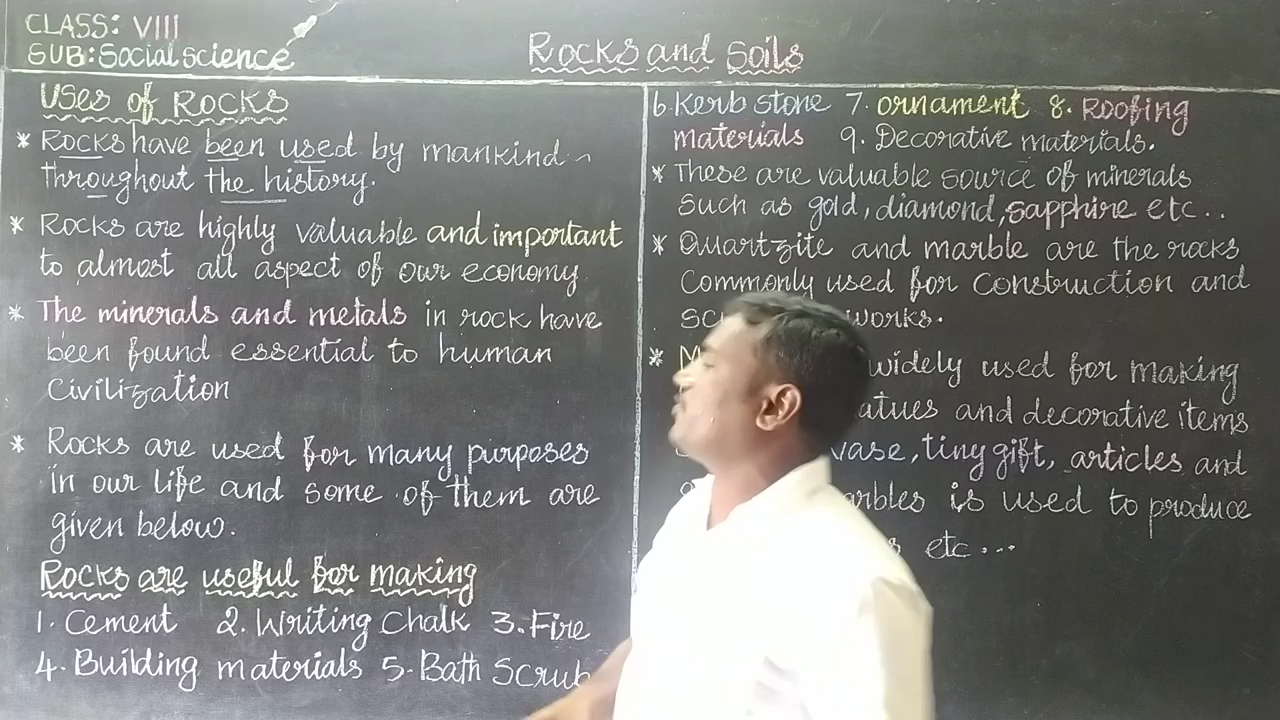 CLASS: VIII
SUB: Social science
Rocks and Soils
Uses of Rocks
* Rocks have been used by mankind
throughout the history.
* Rocks are highly valuable and important
to almost all aspect of our economy.
* The minerals and metals in rock have
been found essential to human
Civilization
* Rocks are used for many purposes
in our life and some of them are
given below.
Rocks are useful for making
1. Cement 2. Writing Chalk 3. Fire
4. Building materials 5. Bath Scrub
6. Kerb stone 7. ornament 8. Roofing
materials 9. Decorative materials.
* These are valuable source of minerals
such as gold, diamond, sapphire etc..
* Quartzite and marble are the rocks
Commonly used for Construction and
works.
* widely used for making
and decorative items
vase, tiny gift, articles and
is used to produce
etc...